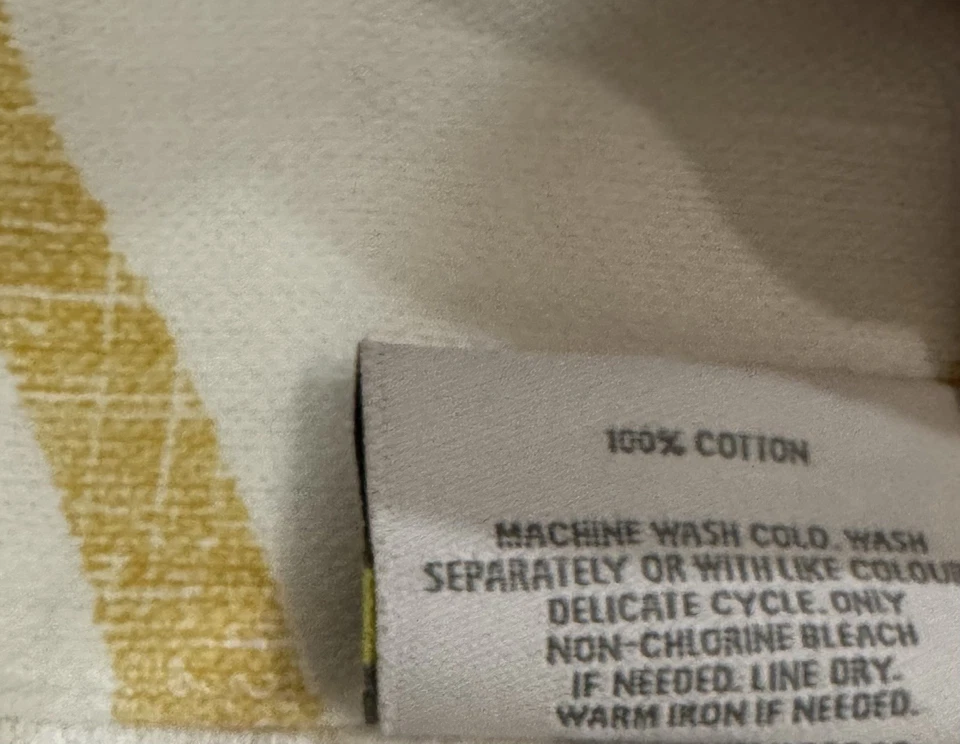 100% COTTON
MACHINE WASH COLD. WASH
SEPARATELY OR WITH LIKE COLOUR
DELICATE CYCLE. ONLY
NON-CHLORINE BLEACH
IF NEEDED. LINE DRY.
WARM IRON IF NEEDED.